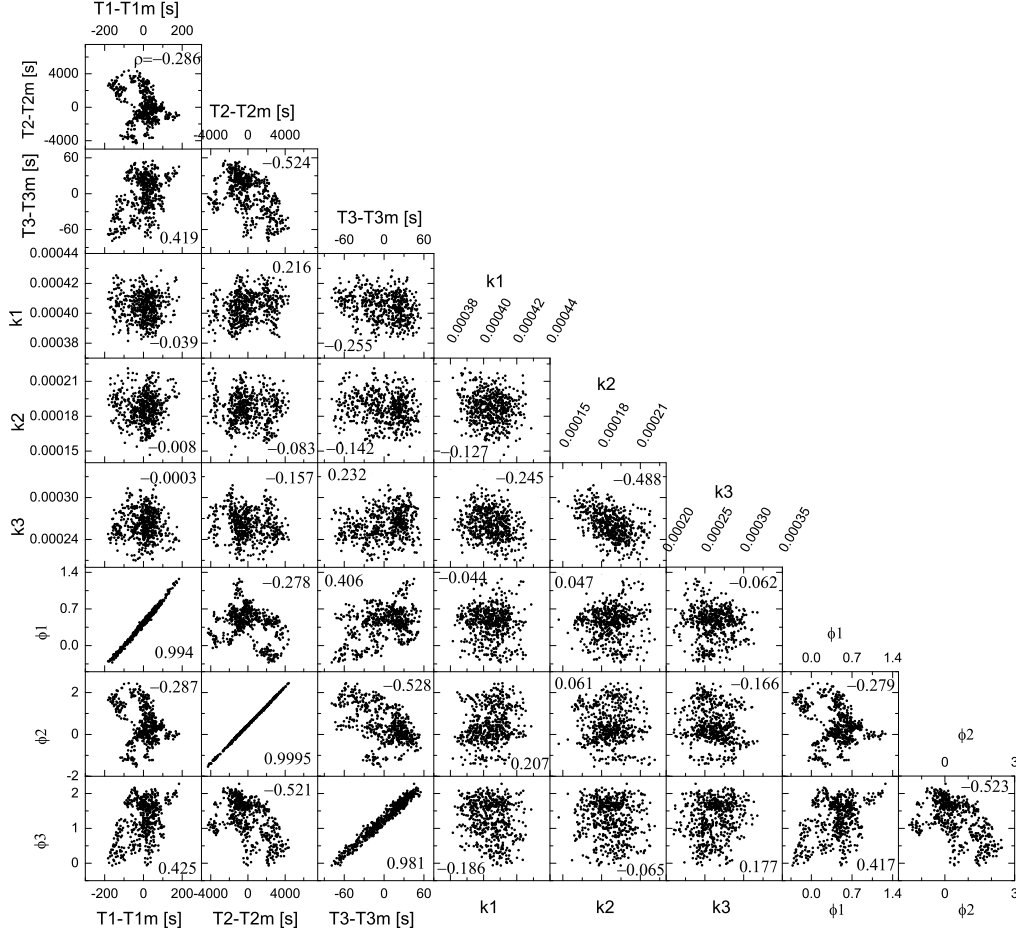 T1-T1m [s]
-200 0 200
ρ=−0.286
4000
0
-4000
T2-T2m [s]
T2-T2m [s]
-4000 0 4000
−0.524
60
0
-60
T3-T3m [s]
0.419
T3-T3m [s]
-60 0 60
0.00044
0.00042
0.00040
0.00038
k1
−0.039
0.216
−0.255
k1
0.00038 0.00040 0.00042 0.00044
0.00021
0.00018
0.00015
k2
−0.008
−0.083
−0.142
−0.127
k2
0.00015 0.00018 0.00021
0.00030
0.00024
k3
−0.0003
−0.157
0.232
−0.245
−0.488
k3
0.00020 0.00025 0.00030 0.00035
1.4
0.7
0.0
ϕ1
0.994
−0.278
0.406
−0.044
0.047
−0.062
ϕ1
0.0 0.7 1.4
2
0
-2
ϕ2
−0.287
0.9995
−0.528
0.207
0.061
−0.166
−0.279
ϕ2
0 3
2
1
0
ϕ3
0.425
−0.521
0.981
−0.186
−0.065
0.177
0.417
−0.523
-200 0 200 -4000 0 4000 -60 0 60 0.0 0.7 1.4 0 3
T1-T1m [s] T2-T2m [s] T3-T3m [s] k1 k2 k3 ϕ1 ϕ2